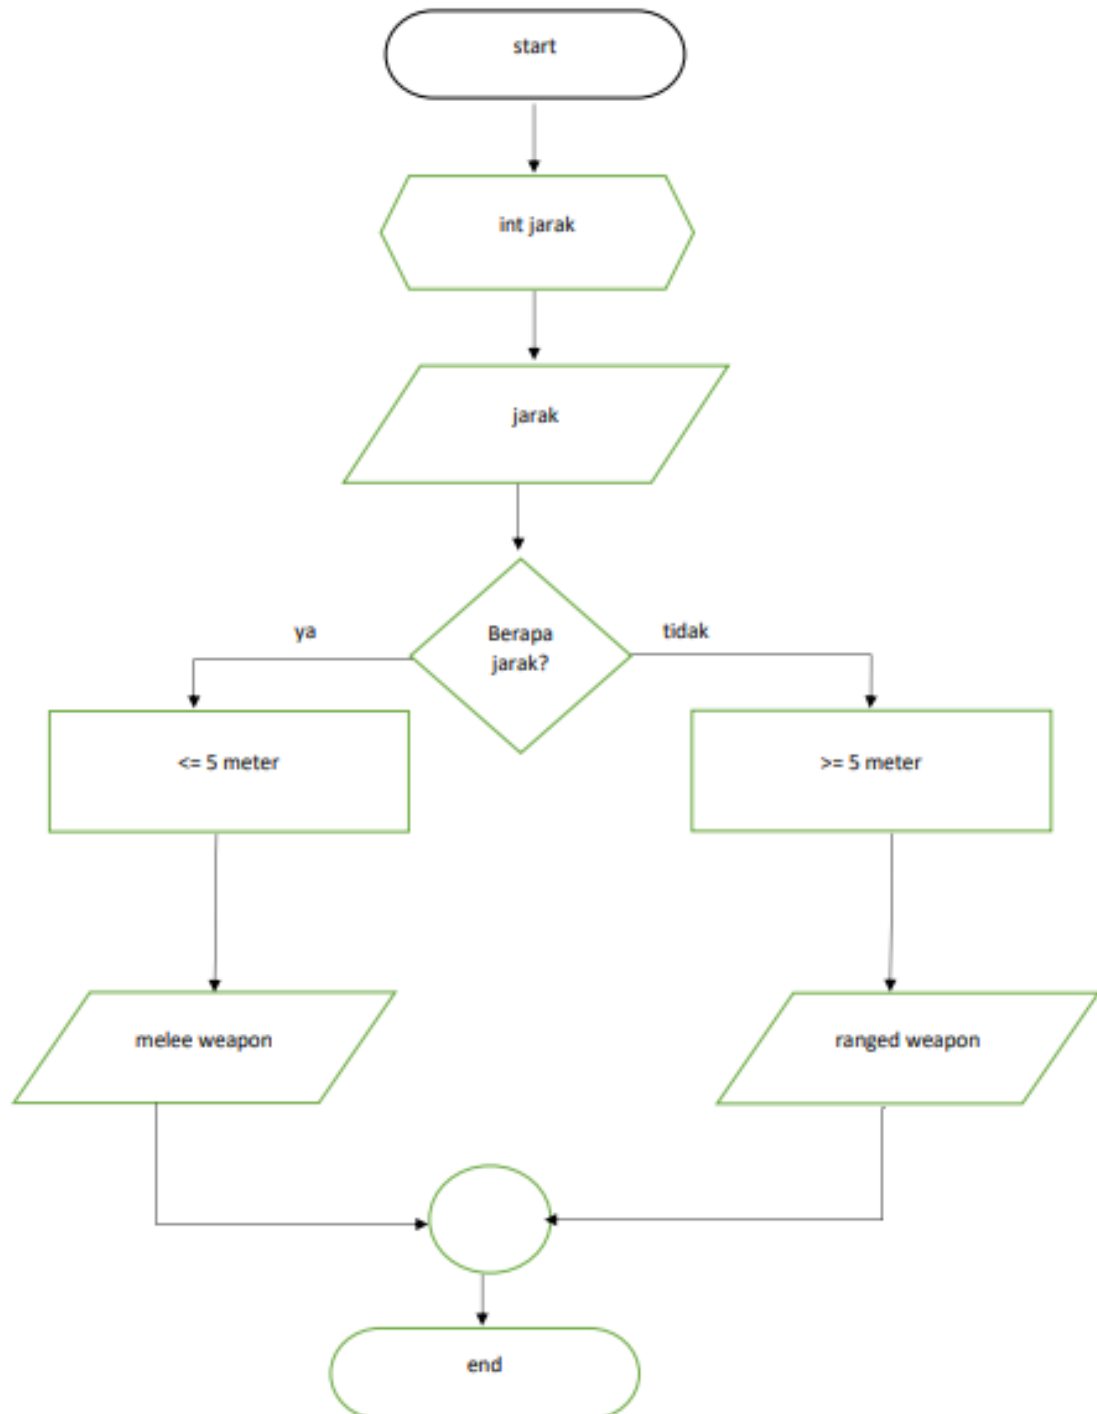 start
int jarak
jarak
Berapa
jarak?
ya
tidak
<= 5 meter
>= 5 meter
melee weapon
ranged weapon
end